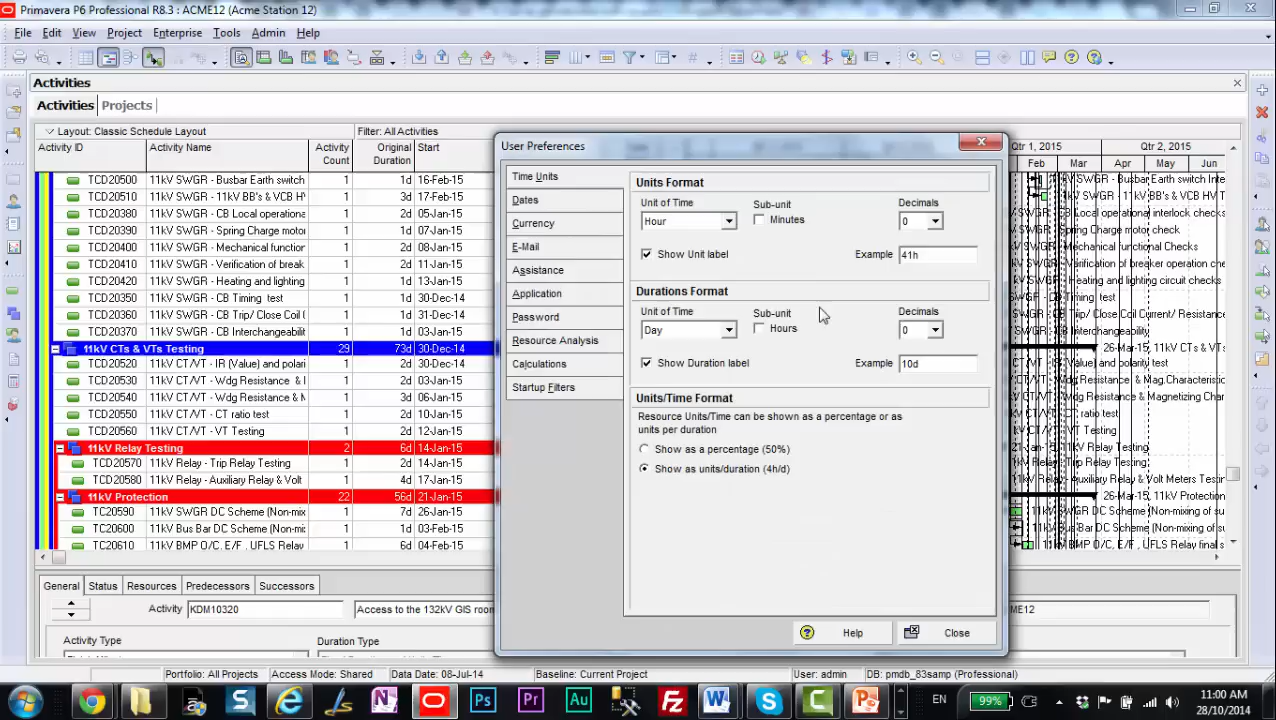 Primavera P6 Professional R8.3 : ACME12 (Acme Station 12)
File Edit View Project Enterprise Tools Help Admin Help
Activities
Activities Projects
Layout: Classic Schedule Layout Filter: All Activities
Activity ID Activity Name Activity Count Original Duration Start
TCD20500 11kV SWGR - Busbar Earth switch 1 1d 16-Feb-15
TCD20510 11kV SWGR - 11kV BB's & VCB HV 1 3d 17-Feb-15
TCD20380 11kV SWGR - CB Local operationa 1 2d 05-Jan-15
TCD20390 11kV SWGR - Spring Charge motor 1 2d 07-Jan-15
TCD20400 11kV SWGR - Mechanical function 1 2d 08-Jan-15
TCD20410 11kV SWGR - Verification of break 1 2d 11-Jan-15
TCD20420 11kV SWGR - Heating and lighting 1 2d 13-Jan-15
TCD20350 11kV SWGR - CB Timing test 1 2d 30-Dec-14
TCD20360 11kV SWGR - CB Trip/ Close Coil ( 1 2d 31-Dec-14
TCD20370 11kV SWGR - CB Interchangeabili 1 2d 03-Jan-15
11kV CTs & VTs Testing 29 73d 30-Dec-14
TCD20520 11kV CT/VT - IR (Value) and polari 1 2d 30-Dec-14
TCD20530 11kV CT/VT - Wdg Resistance & I 1 2d 03-Jan-15
TCD20540 11kV CT/VT - Wdg Resistance & I 1 3d 06-Jan-15
TCD20550 11kV CT/VT - CT ratio test 1 2d 10-Jan-15
TCD20560 11kV CT/VT - VT Testing 1 2d 12-Jan-15
11kV Relay Testing 2 6d 14-Jan-15
TCD20570 11kV Relay - Trip Relay Testing 1 2d 14-Jan-15
TCD20580 11kV Relay - Auxiliary Relay & Volt 1 4d 17-Jan-15
11kV Protection 22 56d 21-Jan-15
TC20590 11kV SWGR DC Scheme (Non-mix 1 7d 26-Jan-15
TC20600 11kV Bus Bar DC Scheme (Non-mi 1 1d 03-Feb-15
TC20610 11kV BMP O/C, E/F , UFLS Relay 1 6d 04-Feb-15
User Preferences
Time Units
Dates
Currency
E-Mail
Assistance
Application
Password
Resource Analysis
Calculations
Startup Filters
Units Format
Unit of Time Sub-unit Decimals
Hour Minutes 0
Show Unit label Example 41h
Durations Format
Unit of Time Sub-unit Decimals
Day Hours 0
Show Duration label Example 10d
Units/Time Format
Resource Units/Time can be shown as a percentage or as
units per duration
Show as a percentage (50%)
Show as units/duration (4h/d)
Help Close
Qtr 1, 2015 Qtr 2, 2015
Feb Mar Apr May Jun
General Status Resources Predecessors Successors
Activity KDM10320 Access to the 132kV GIS room
Activity Type Duration Type
Portfolio: All Projects Access Mode: Shared Data Date: 08-Jul-14 Baseline: Current Project User: admin DB: pmdb_83samp (Professional)
EN 99% 11:00 AM
28/10/2014